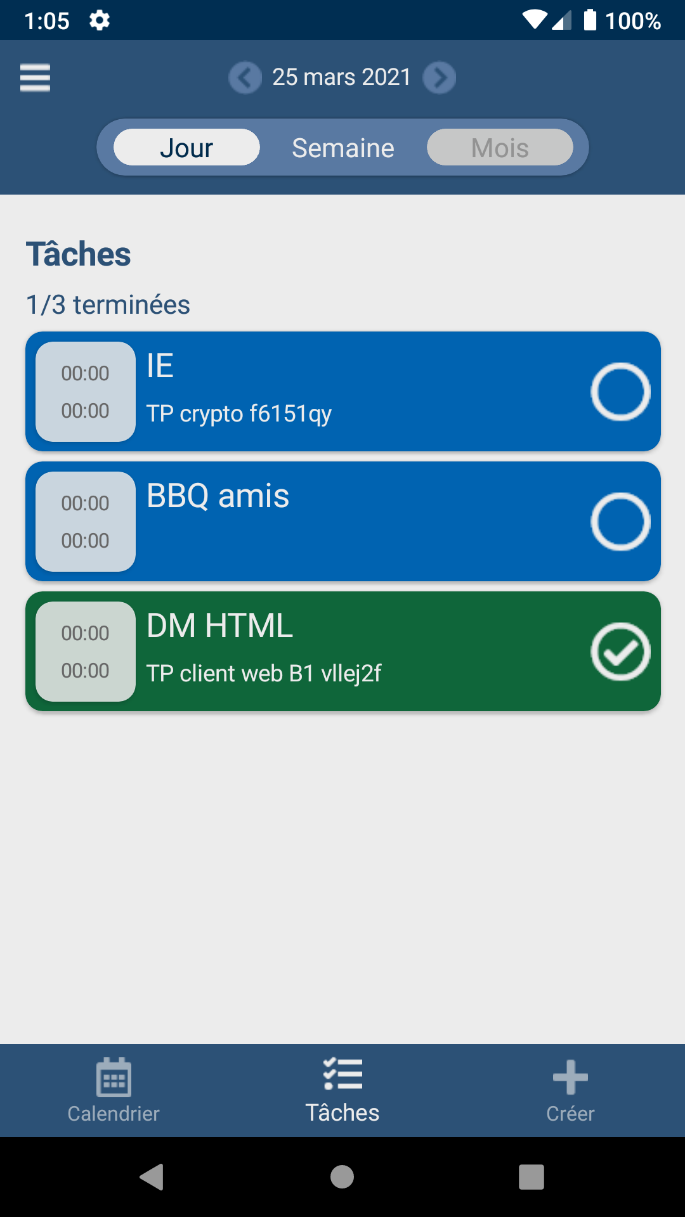 1:05 100%
25 mars 2021
Jour Semaine Mois
Tâches
1/3 terminées
00:00
00:00
IE
TP crypto f6151qy
00:00
00:00
BBQ amis
00:00
00:00
DM HTML
TP client web B1 vllej2f
Calendrier Tâches Créer